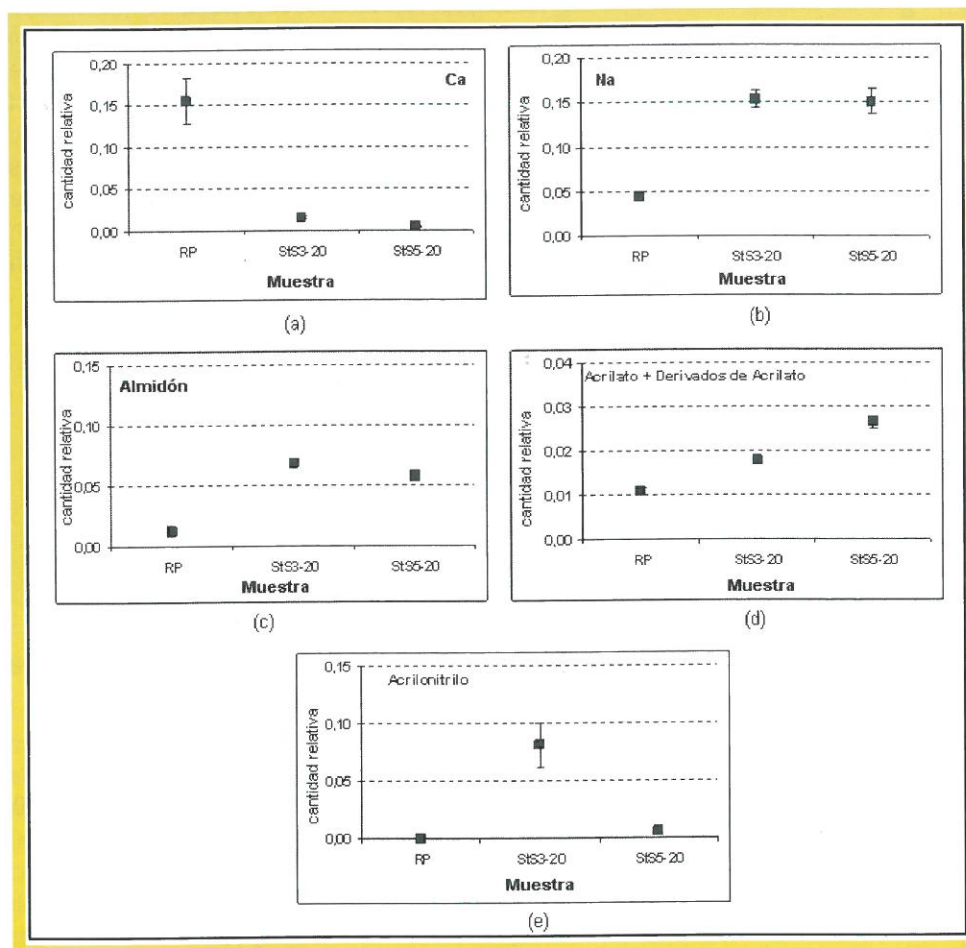 Ca
cantidad relativa
0,20
0,15
0,10
0,05
0,00
RP
StS3-20
StS5-20
Muestra
(a)
Na
cantidad relativa
0,20
0,15
0,10
0,05
0,00
RP
StS3-20
StS5-20
Muestra
(b)
Almidón
cantidad relativa
0,15
0,10
0,05
0,00
RP
StS3-20
StS5-20
Muestra
(c)
Acrilato + Derivados de Acrilato
cantidad relativa
0,04
0,03
0,02
0,01
0,00
RP
StS3-20
StS5-20
Muestra
(d)
Acrilonitrilo
cantidad relativa
0,15
0,10
0,05
0,00
RP
StS3-20
StS5-20
Muestra
(e)